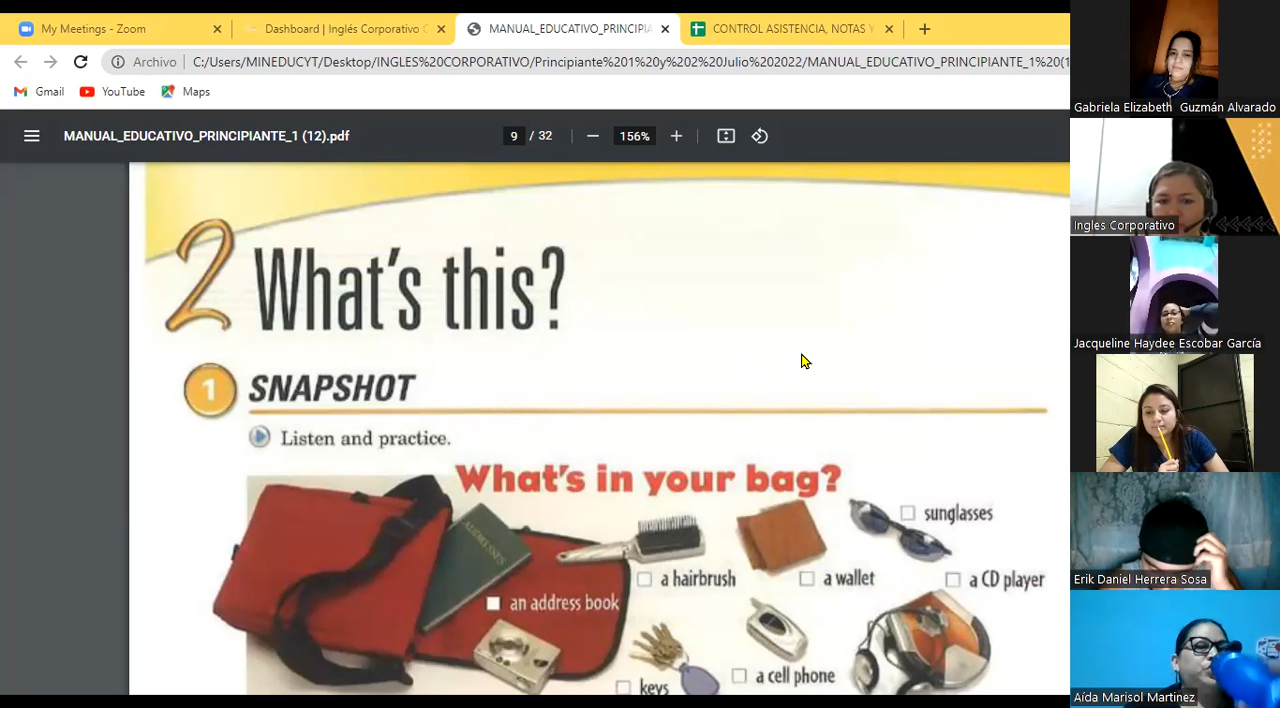 My Meetings - Zoom
Dashboard | Inglés Corporativo
MANUAL_EDUCATIVO_PRINCIPIA
CONTROL ASISTENCIA, NOTAS Y
Archivo
C:/Users/MINEDUCYT/Desktop/INGLES%20CORPORATIVO/Principiante%201%20y%202%20Julio%202022/MANUAL_EDUCATIVO_PRINCIPIANTE_1%20(1
Gmail
YouTube
Maps
MANUAL_EDUCATIVO_PRINCIPIANTE_1 (12).pdf
9 / 32
156%
2 What's this?
1 SNAPSHOT
Listen and practice.
What's in your bag?
ADDRESSES
sunglasses
a hairbrush
a wallet
a CD player
an address book
a cell phone
keys
Gabriela Elizabeth Guzmán Alvarado
Ingles Corporativo
Jacqueline Haydee Escobar García
Erik Daniel Herrera Sosa
Aída Marisol Martinez